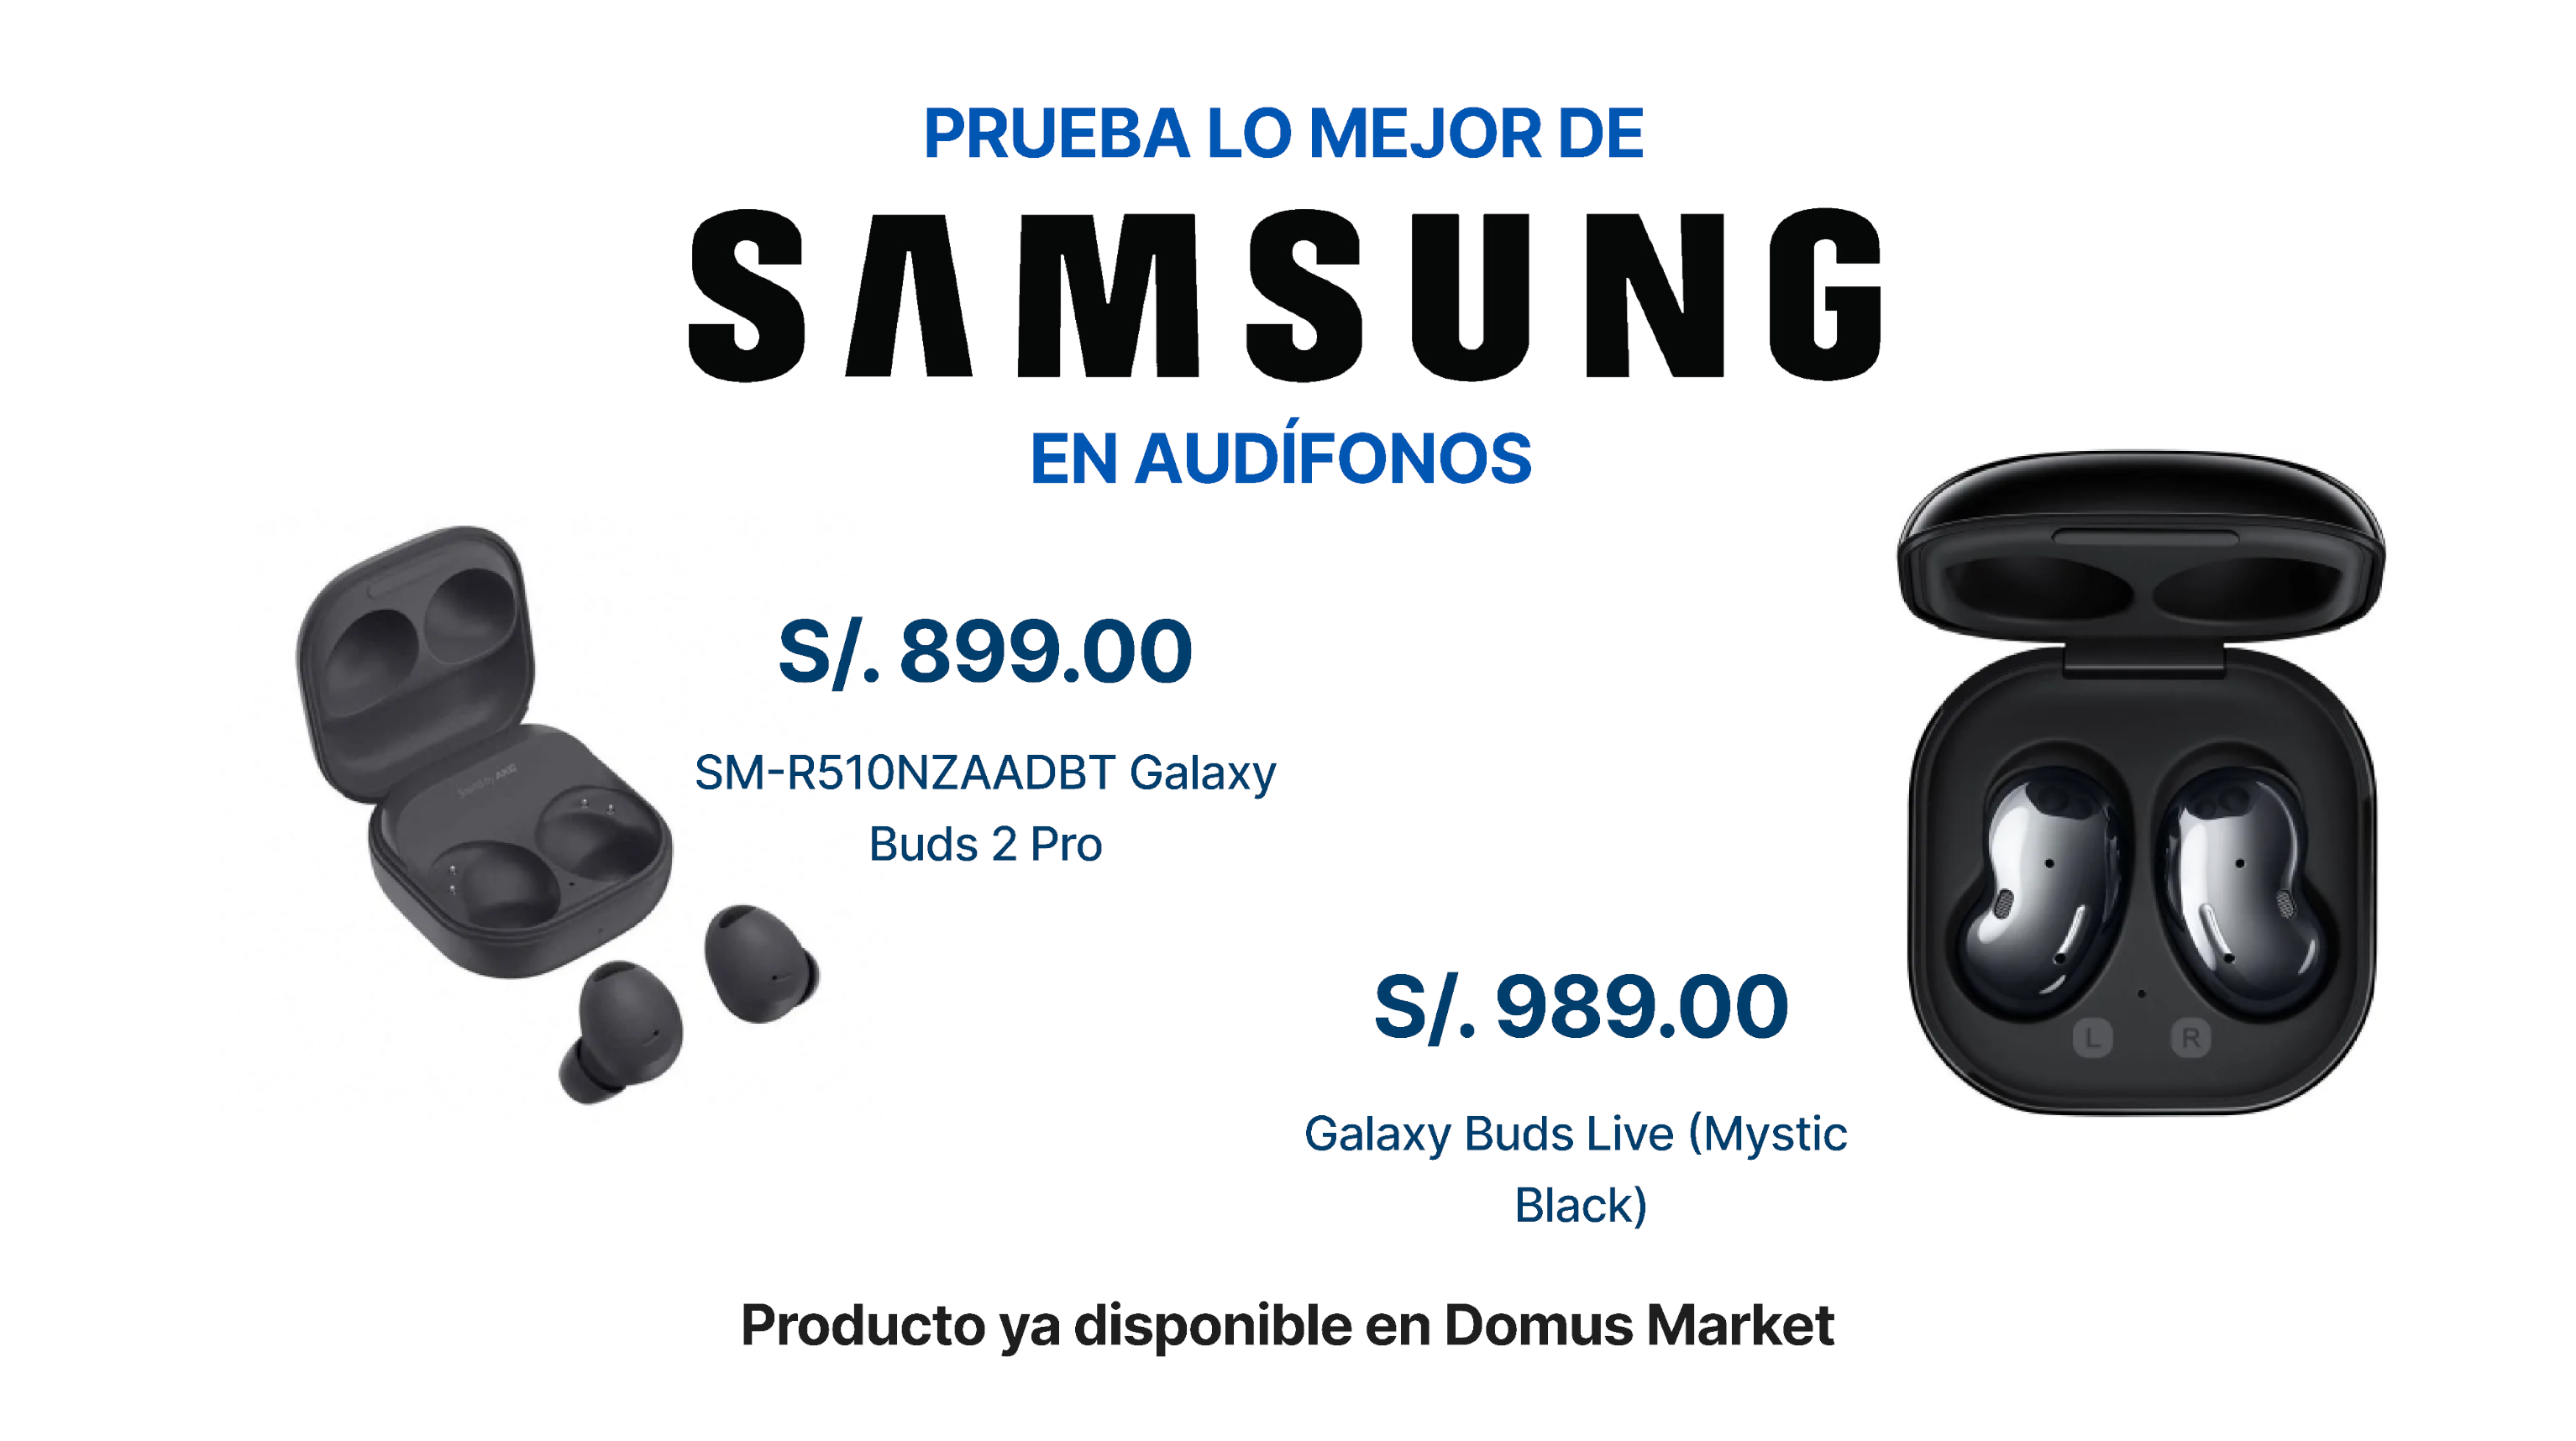 PRUEBA LO MEJOR DE
SAMSUNG
EN AUDÍFONOS
S/. 899.00
SM-R510NZAADBT Galaxy
Buds 2 Pro
S/. 989.00
Galaxy Buds Live (Mystic
Black)
L R
Producto ya disponible en Domus Market